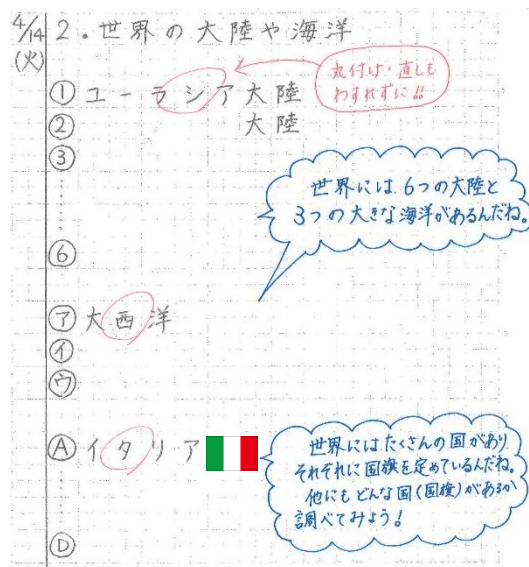 4/14 2.世界の大陸や海洋
(火)
丸付け・直しも
わすれずに!!
①ユーラシア大陸
② 大陸
③
世界には、6つの大陸と
3つの大きな海洋があるんだね。
⑥
㋐大西洋
㋑
㋒
Ⓐイタリア
世界にはたくさんの国があり
それぞれに国旗を定めているんだね。
他にもどんな国(国旗)があるか
調べてみよう!
Ⓓ